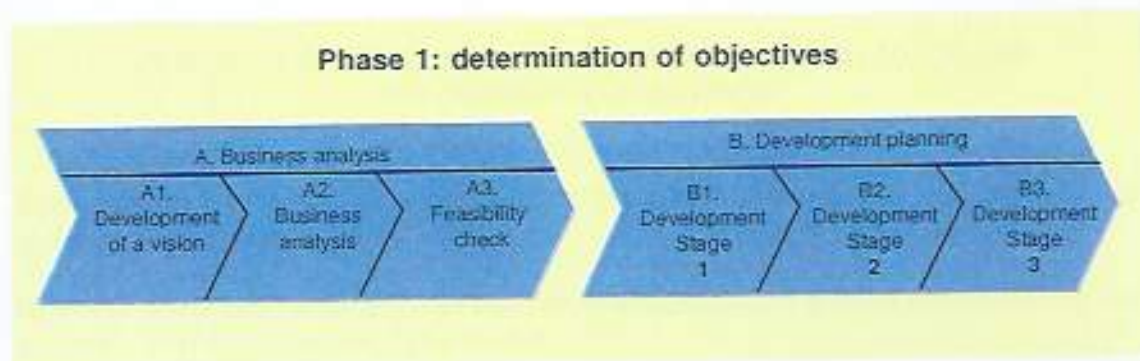 Phase 1: determination of objectives
A. Business analysis
A1.
Development
of a vision
A2.
Business
analysis
A3.
Feasibility
check
B. Development planning
B1.
Development
Stage
1
B2.
Development
Stage
2
B3.
Development
Stage
3